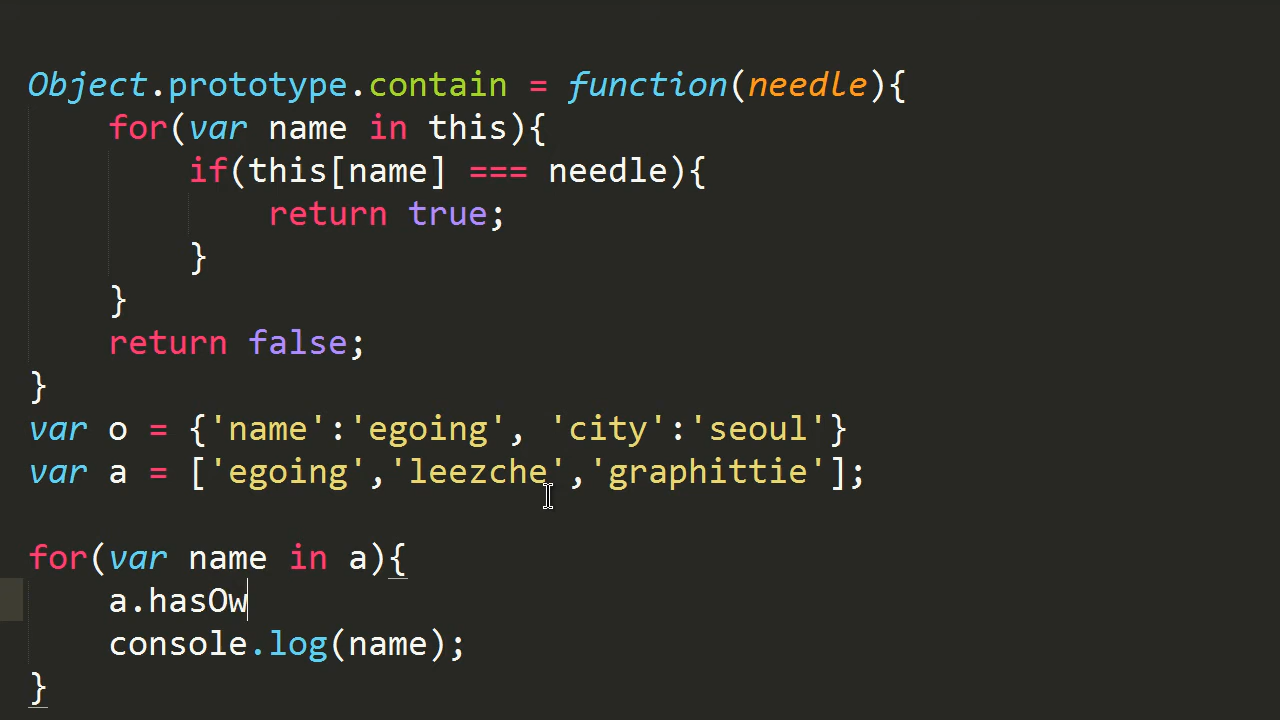 Object.prototype.contain = function(needle){
    for(var name in this){
        if(this[name] === needle){
            return true;
        }
    }
    return false;
}
var o = {'name':'egoing', 'city':'seoul'}
var a = ['egoing','leezche','graphittie'];

for(var name in a){
    a.hasOw
    console.log(name);
}